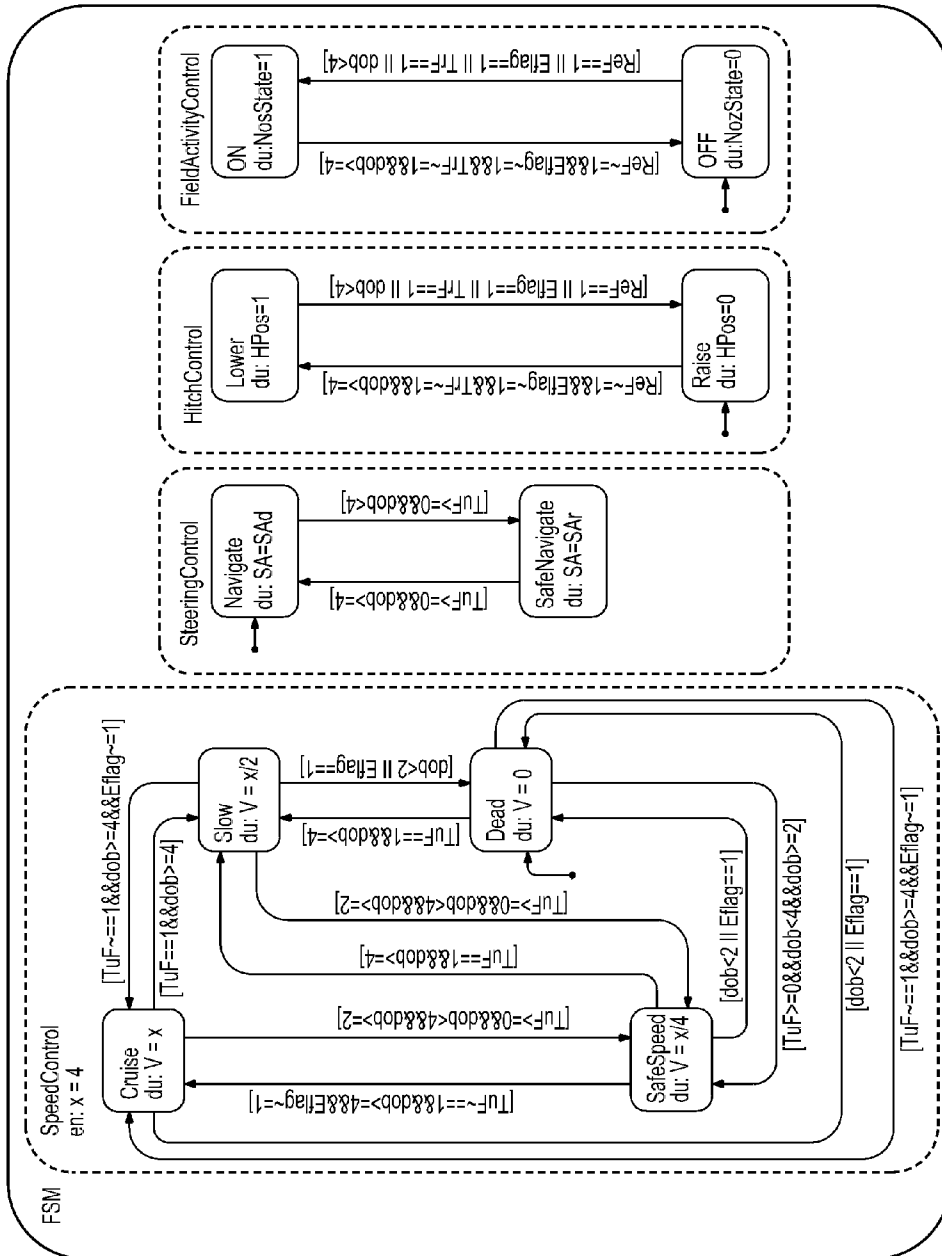 FSM
SpeedControl
en: x = 4
Cruise
du: V = x
Slow
du: V = x/2
SafeSpeed
du: V = x/4
Dead
du: V = 0
[TuF~==1&&dob>=4&&Eflag~=1]
[TuF==1&&dob>=4]
[TuF>=0&&dob<4&&dob>=2]
[TuF~==1&&dob>=4&&Eflag~=1]
[TuF==1&&dob>=4]
[TuF>=0&&dob<4&&dob>=2]
[TuF==1&&dob>=4]
[dob<2 || Eflag==1]
[dob<2 || Eflag==1]
[TuF>=0&&dob<4&&dob>=2]
[dob<2 || Eflag==1]
[TuF~==1&&dob>=4&&Eflag~=1]
SteeringControl
Navigate
du: SA=SAd
[TuF>=0&&dob>=4]
[TuF>=0&&dob<4]
SafeNavigate
du: SA=SAr
HitchControl
Lower
du: HPos=1
[ReF~=1&&Eflag~=1&&TrF~=1&&dob>=4]
[ReF==1 || Eflag==1 || TrF==1 || dob<4]
Raise
du: HPos=0
FieldActivityControl
ON
du:NosState=1
[ReF~=1&&Eflag~=1&&TrF~=1&&dob>=4]
[ReF==1 || Eflag==1 || TrF==1 || dob<4]
OFF
du:NozState=0